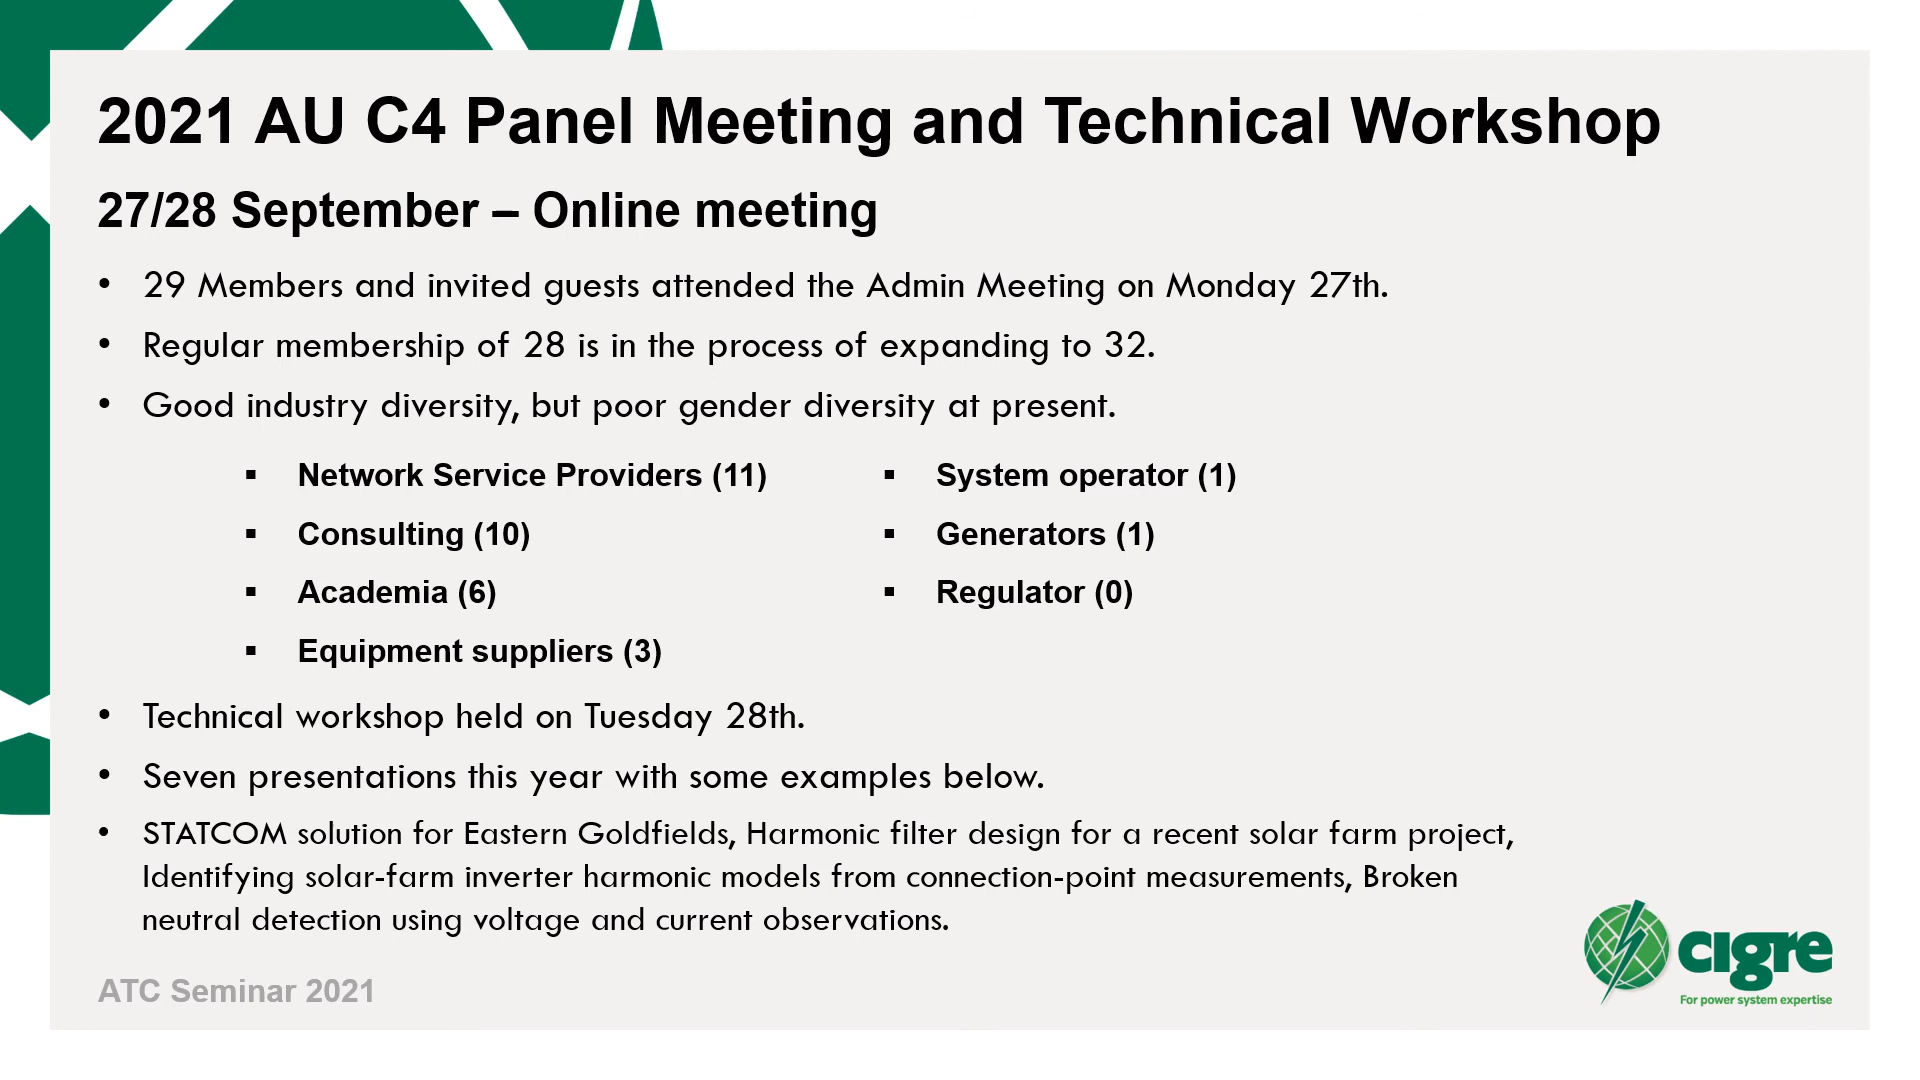 2021 AU C4 Panel Meeting and Technical Workshop
27/28 September – Online meeting
• 29 Members and invited guests attended the Admin Meeting on Monday 27th.
• Regular membership of 28 is in the process of expanding to 32.
• Good industry diversity, but poor gender diversity at present.
▪ Network Service Providers (11)
▪ Consulting (10)
▪ Academia (6)
▪ Equipment suppliers (3)
▪ System operator (1)
▪ Generators (1)
▪ Regulator (0)
• Technical workshop held on Tuesday 28th.
• Seven presentations this year with some examples below.
• STATCOM solution for Eastern Goldfields, Harmonic filter design for a recent solar farm project,
Identifying solar-farm inverter harmonic models from connection-point measurements, Broken
neutral detection using voltage and current observations.
ATC Seminar 2021
cigre
For power system expertise